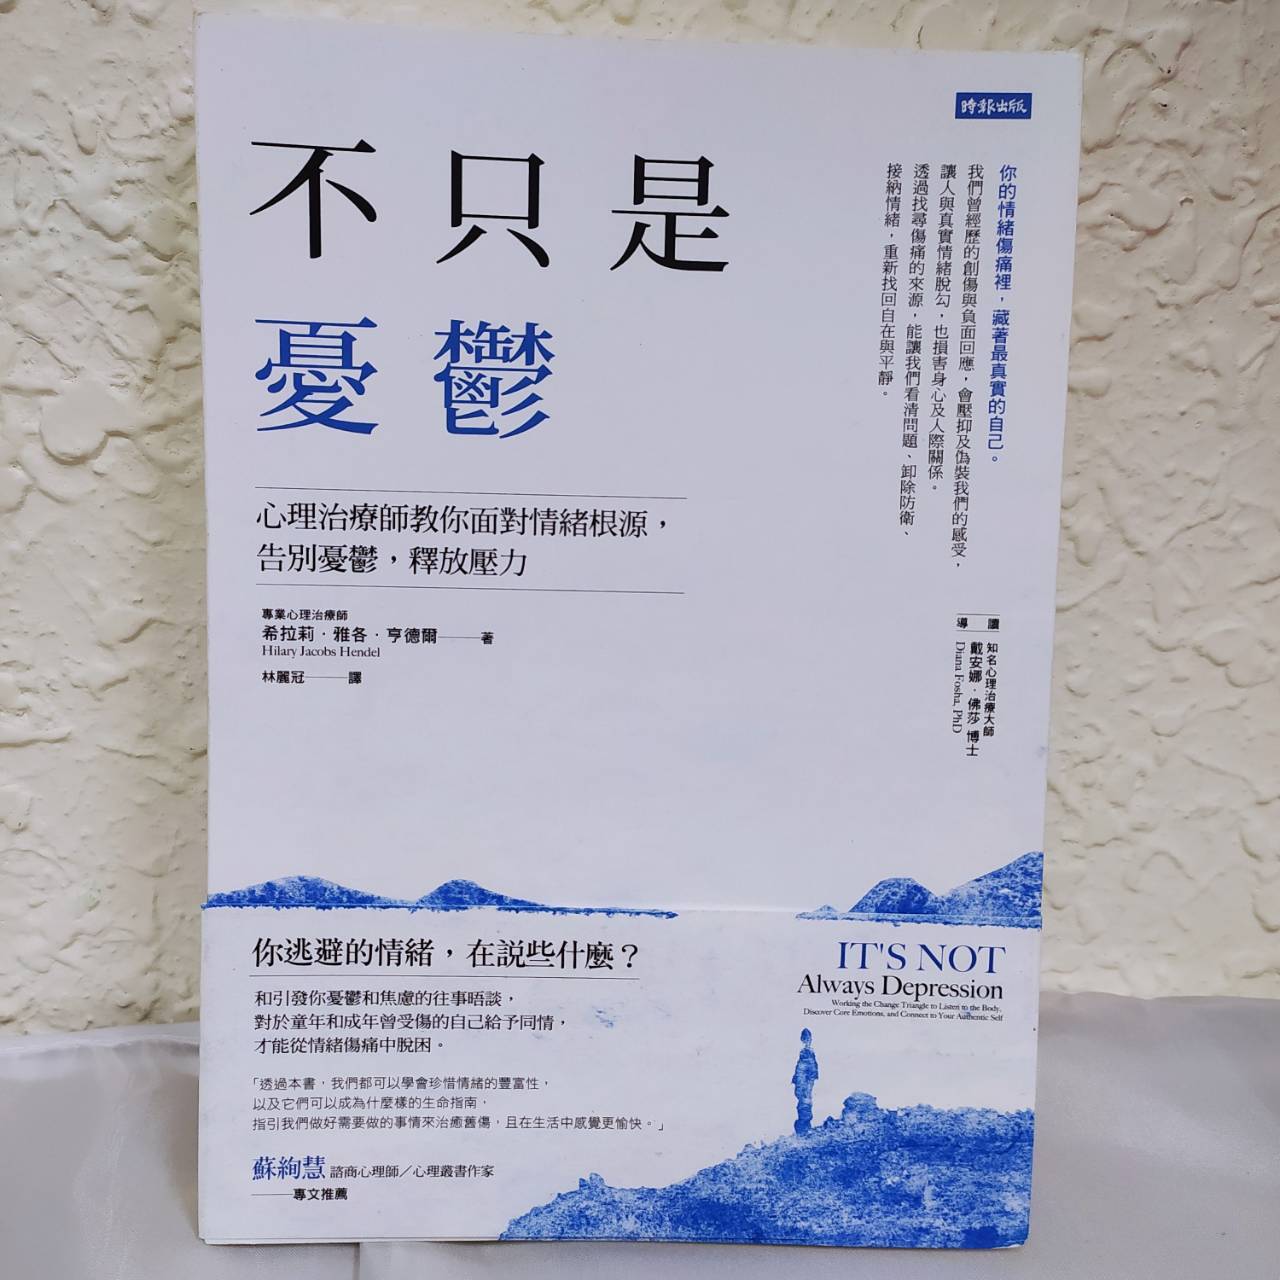 時報出版
不只是
憂鬱
心理治療師教你面對情緒根源，
告別憂鬱，釋放壓力
專業心理治療師
希拉莉·雅各·亨德爾——著
Hilary Jacobs Hendel
林麗冠——譯
你的情緒傷痛裡，藏著最真實的自己。
我們曾經歷的創傷與負面回應，會壓抑及偽裝我們的感受，
讓人與真實情緒脫勾，也損害身心及人際關係。
透過找尋傷痛的來源，能讓我們看清問題、卸除防衛、
接納情緒，重新找回自在與平靜。
導讀
知名心理治療大師
戴安娜·佛莎 博士
Diana Fosha, PhD
你逃避的情緒，在説些什麼？
和引發你憂鬱和焦慮的往事晤談，
對於童年和成年曾受傷的自己給予同情，
才能從情緒傷痛中脫困。
「透過本書，我們都可以學會珍惜情緒的豐富性，
以及它們可以成為什麼樣的生命指南，
指引我們做好需要做的事情來治癒舊傷，且在生活中感覺更愉快。」
蘇絢慧 諮商心理師／心理叢書作家
——專文推薦
IT'S NOT
Always Depression
Working the Change Triangle to Listen to the Body,
Discover Core Emotions, and Connect to Your Authentic Self